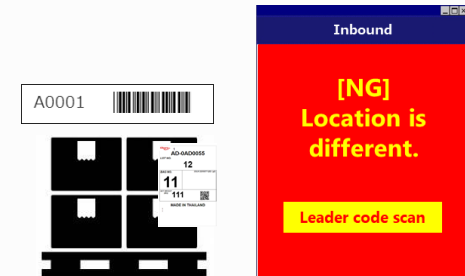 A0001
AD-0AD0055
12
11
111
MADE IN THAILAND
Inbound
[NG]
Location is
different.
Leader code scan